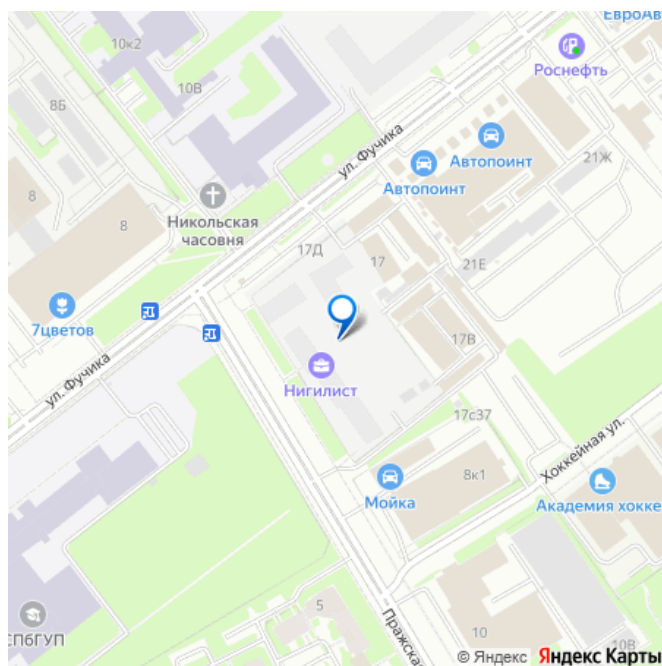 ЕвроАв
10к2
Роснефть
10В
8Б
ул. Фучика
Автопоинт
21Ж
Автопоинт
8
Никольская
часовня
8
17Д
17
21Е
7цветов
17В
ул. Фучика
Нигилист
17с37
Хоккейная ул.
8к1
Мойка
Академия хокке
5
СПбГУП
Пражска
10
10В
© Яндекс Яндекс Карты